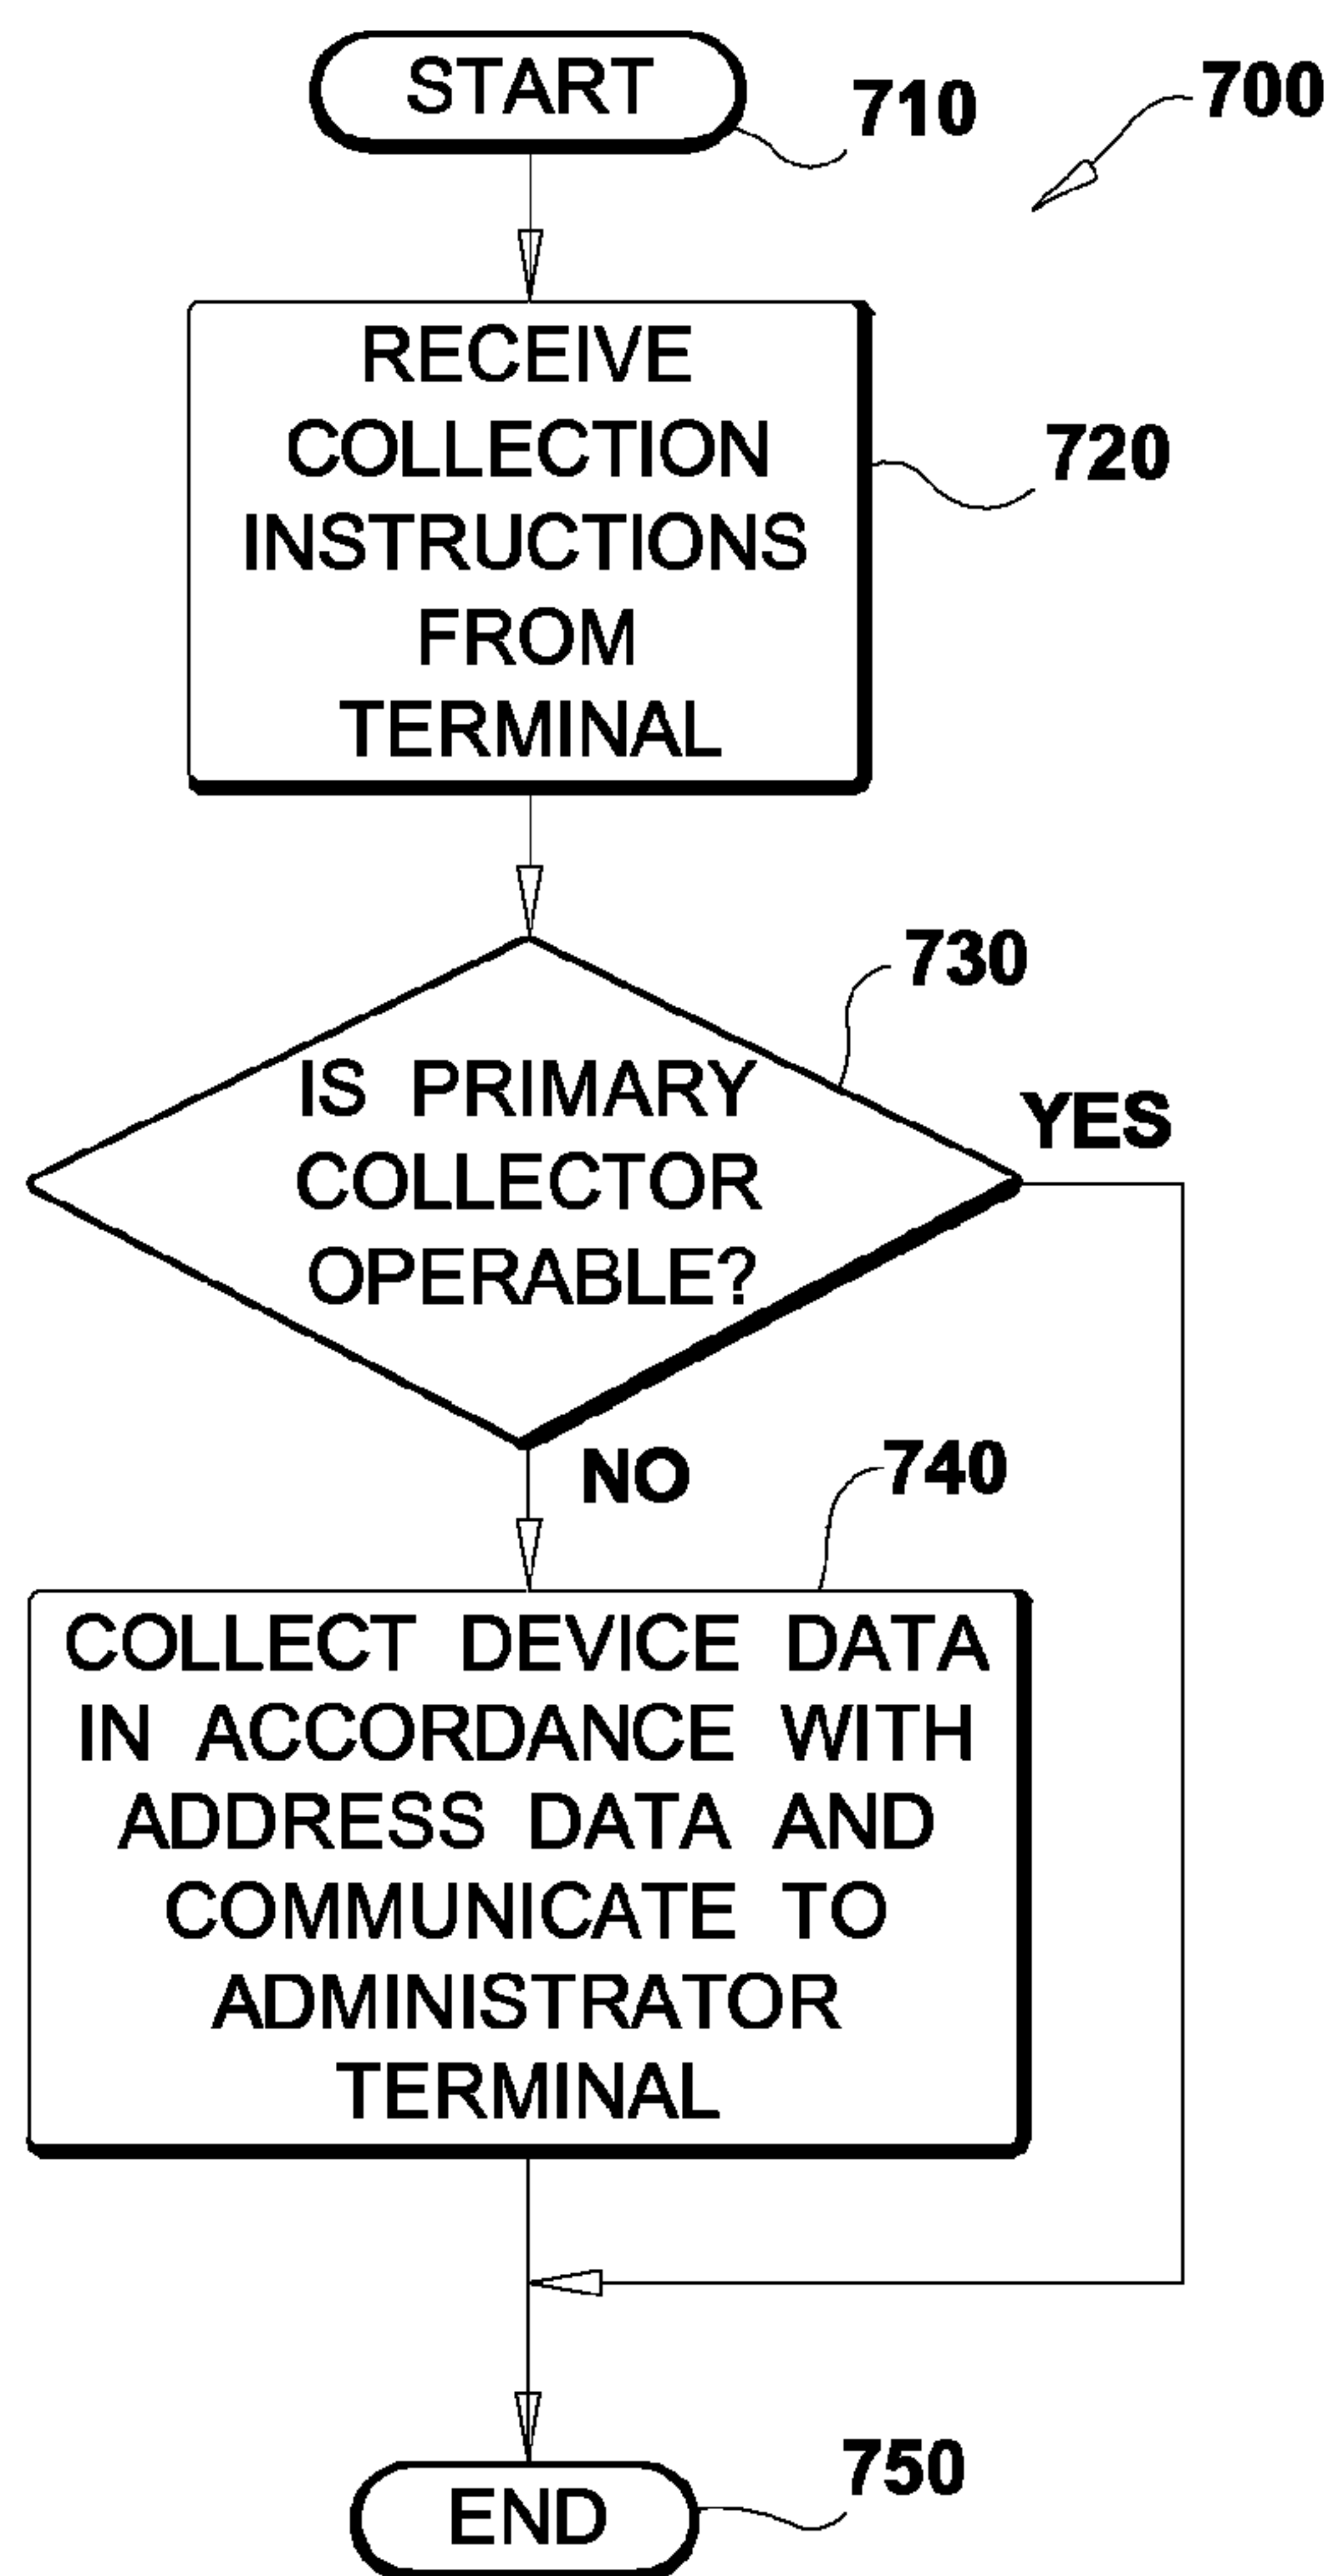 START
710
700
RECEIVE
COLLECTION
INSTRUCTIONS
FROM
TERMINAL
720
730
IS PRIMARY
COLLECTOR
OPERABLE?
YES
NO
740
COLLECT DEVICE DATA
IN ACCORDANCE WITH
ADDRESS DATA AND
COMMUNICATE TO
ADMINISTRATOR
TERMINAL
END
750